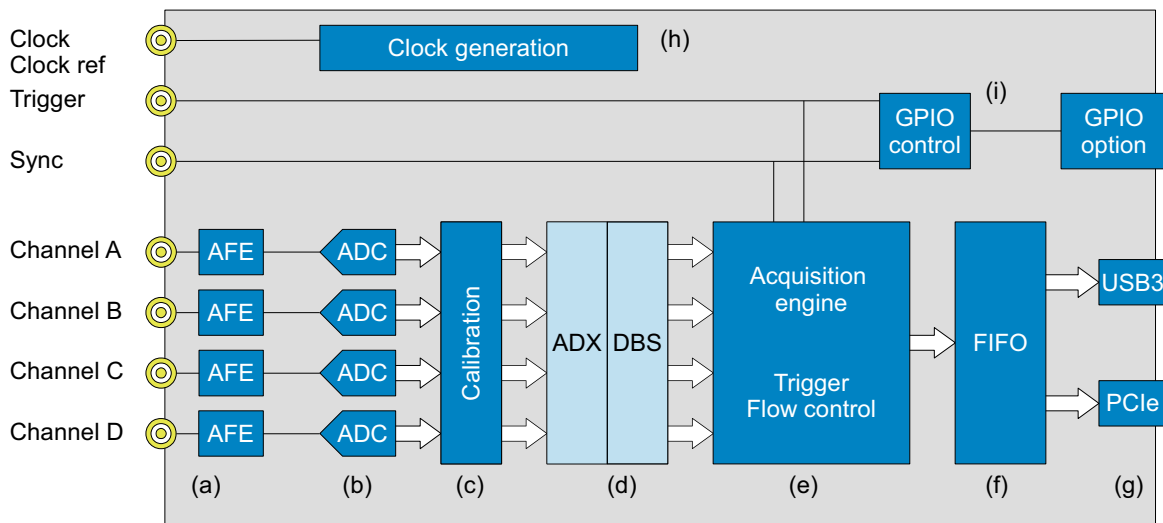 Clock
Clock ref
Clock generation
(h)
Trigger
(i)
GPIO
control
GPIO
option
Sync
Channel A
AFE
ADC
Channel B
AFE
ADC
Channel C
AFE
ADC
Channel D
AFE
ADC
Calibration
ADX
DBS
Acquisition
engine
Trigger
Flow control
FIFO
USB3
PCIe
(a)
(b)
(c)
(d)
(e)
(f)
(g)